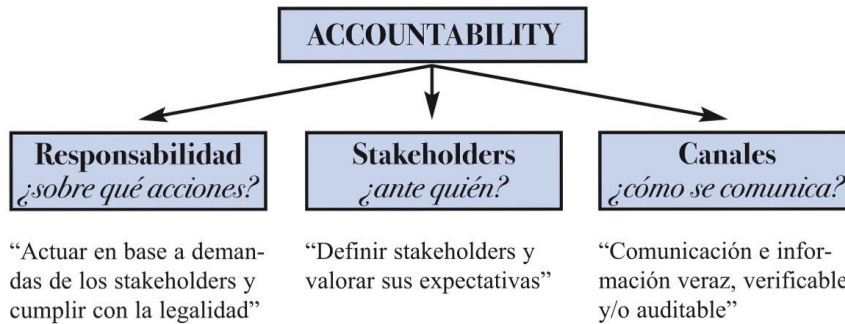 ACCOUNTABILITY
Responsabilidad
¿sobre qué acciones?
Stakeholders
¿ante quién?
Canales
¿cómo se comunica?
“Actuar en base a deman-
das de los stakeholders y
cumplir con la legalidad”
“Definir stakeholders y
valorar sus expectativas”
“Comunicación e infor-
mación veraz, verificable
y/o auditable”